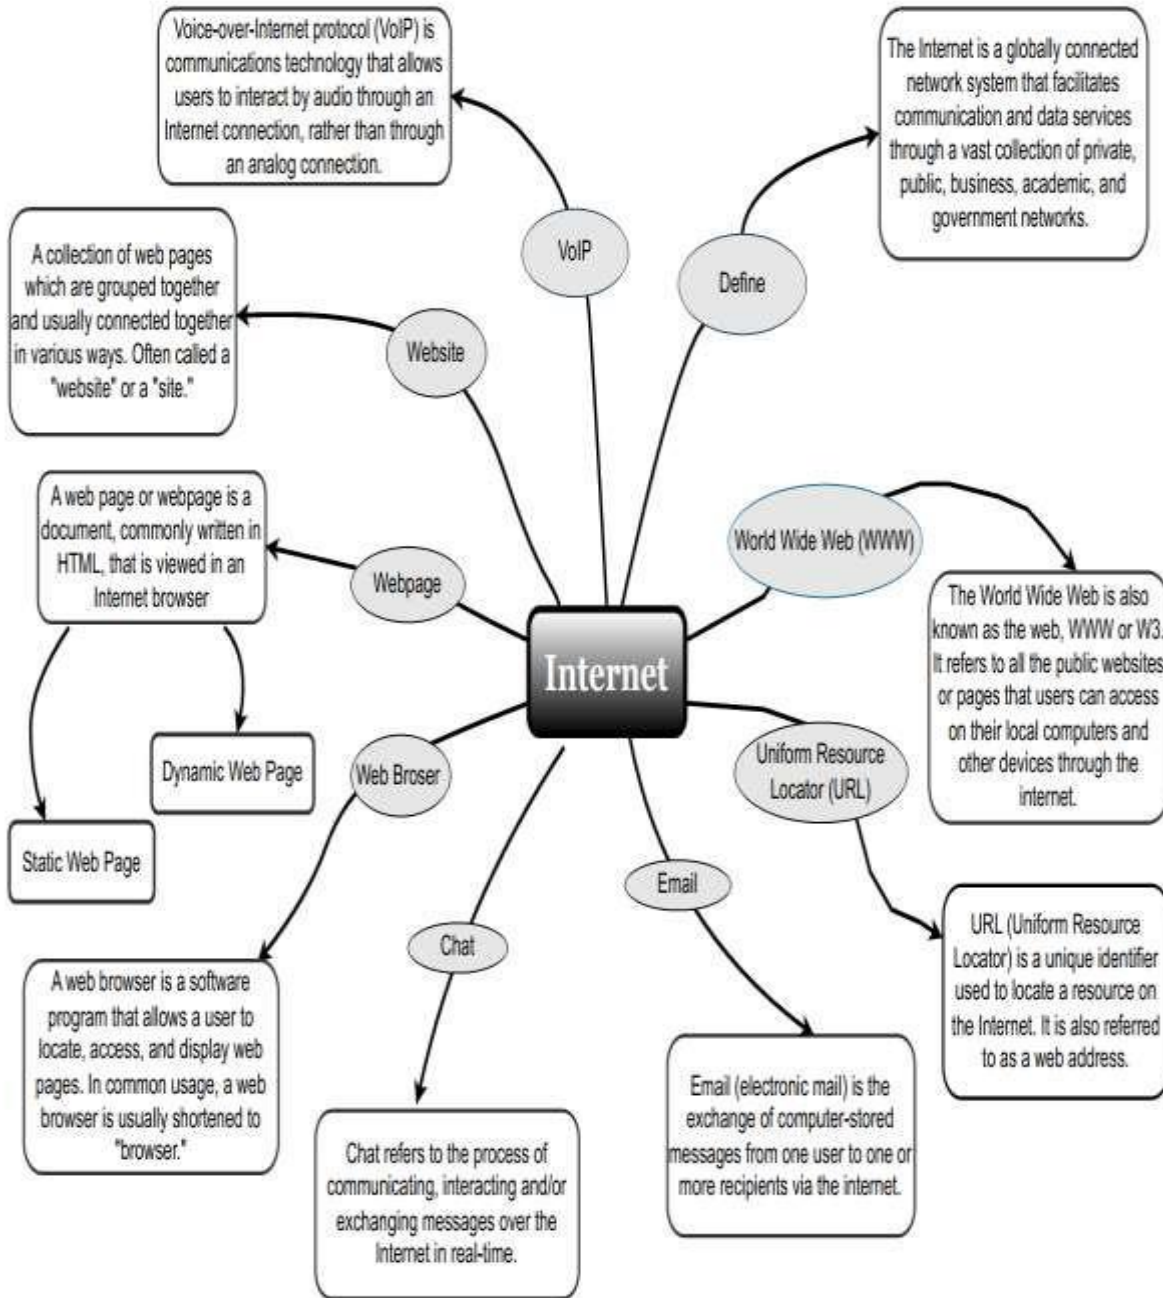 Voice-over-Internet protocol (VoIP) is
communications technology that allows
users to interact by audio through an
Internet connection, rather than through
an analog connection.
The Internet is a globally connected
network system that facilitates
communication and data services
through a vast collection of private,
public, business, academic, and
government networks.
VoIP
Define
A collection of web pages
which are grouped together
and usually connected together
in various ways. Often called a
"website" or a "site."
Website
A web page or webpage is a
document, commonly written in
HTML, that is viewed in an
Internet browser
Webpage
World Wide Web (WWW)
The World Wide Web is also
known as the web, WWW or W3.
It refers to all the public websites
or pages that users can access
on their local computers and
other devices through the
internet.
Internet
Dynamic Web Page
Static Web Page
Web Broser
Uniform Resource
Locator (URL)
Email
Chat
URL (Uniform Resource
Locator) is a unique identifier
used to locate a resource on
the Internet. It is also referred
to as a web address.
A web browser is a software
program that allows a user to
locate, access, and display web
pages. In common usage, a web
browser is usually shortened to
"browser."
Email (electronic mail) is the
exchange of computer-stored
messages from one user to one or
more recipients via the internet.
Chat refers to the process of
communicating, interacting and/or
exchanging messages over the
Internet in real-time.